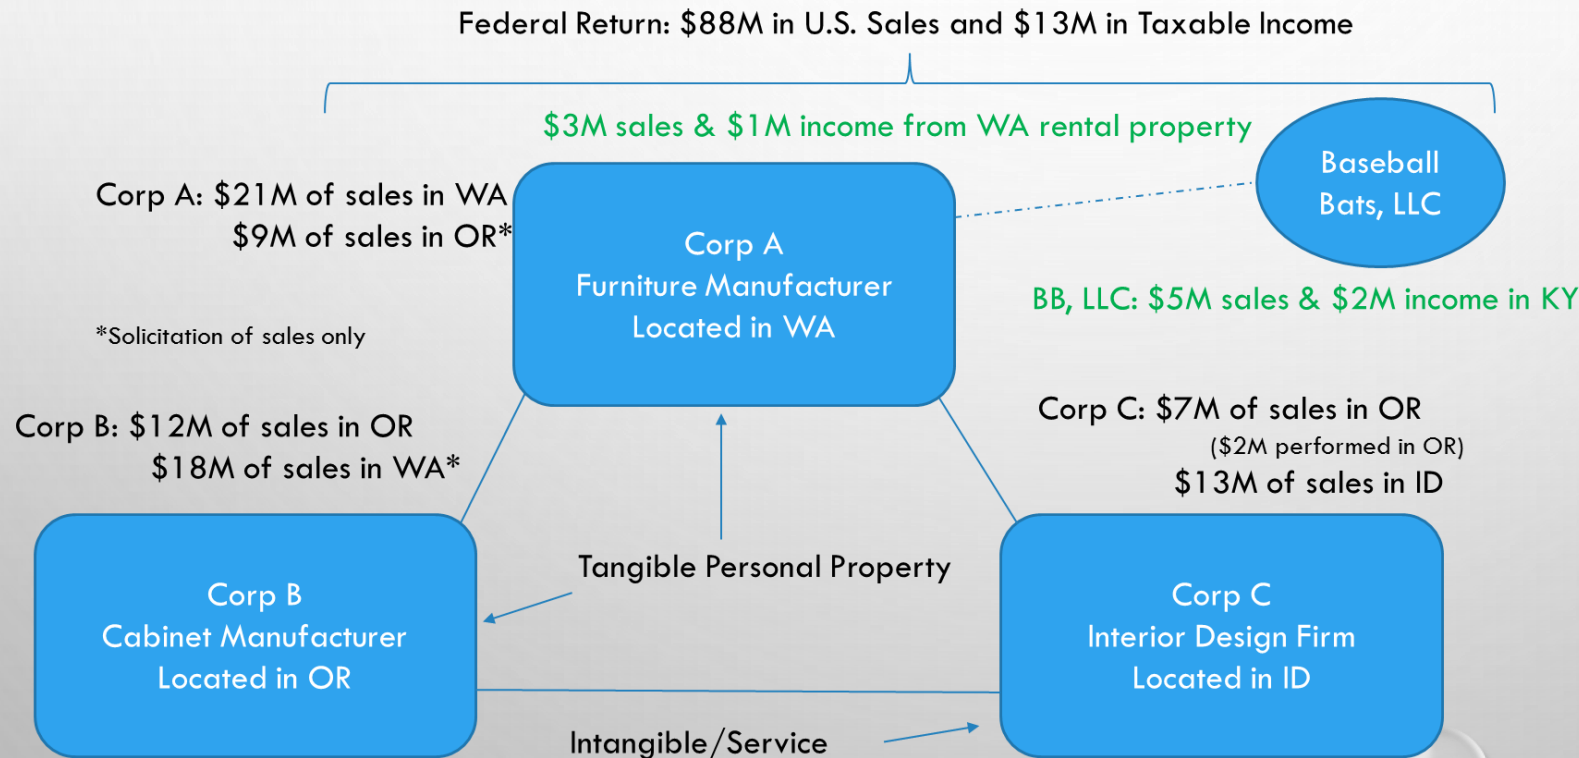 Federal Return: $88M in U.S. Sales and $13M in Taxable Income
$3M sales & $1M income from WA rental property
Baseball
Bats, LLC
Corp A: $21M of sales in WA
$9M of sales in OR*
Corp A
Furniture Manufacturer
Located in WA
BB, LLC: $5M sales & $2M income in KY
*Solicitation of sales only
Corp B: $12M of sales in OR
$18M of sales in WA*
Corp C: $7M of sales in OR
($2M performed in OR)
$13M of sales in ID
Tangible Personal Property
Corp B
Cabinet Manufacturer
Located in OR
Corp C
Interior Design Firm
Located in ID
Intangible/Service